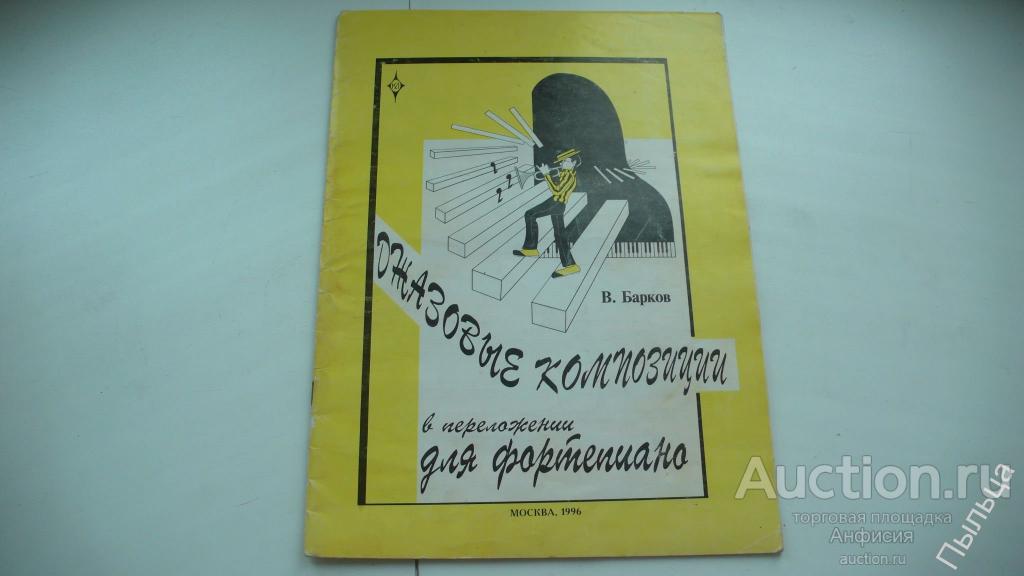 В. Барков
ДЖАЗОВЫЕ КОМПОЗИЦИИ
в переложении
для фортепиано
МОСКВА, 1996
Auction.ru
торговая площадка
Анфисия
auction.ru
Пыльца